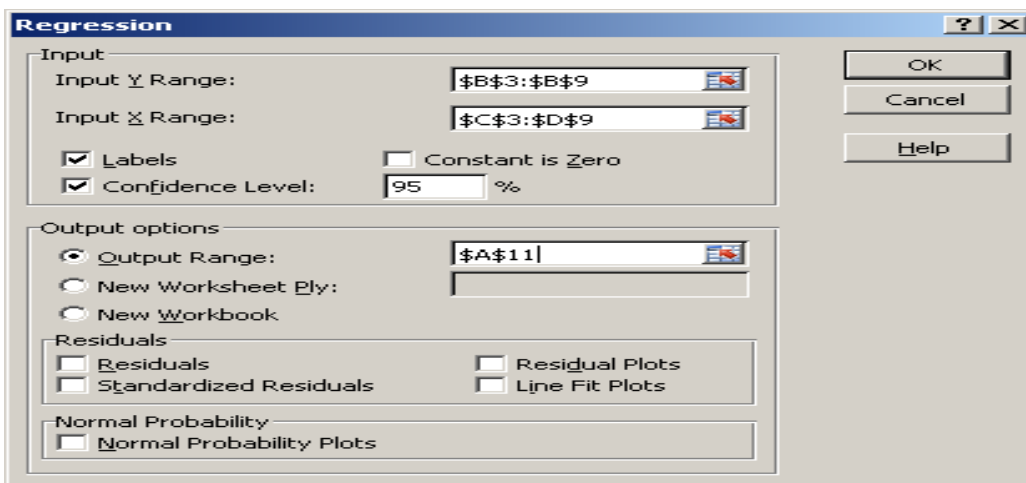 Regression
Input
Input Y Range: $B$3:$B$9
Input X Range: $C$3:$D$9
Labels Constant is Zero
Confidence Level: 95 %
OK
Cancel
Help
Output options
Output Range: $A$11
New Worksheet Ply:
New Workbook
Residuals
Residuals Residual Plots
Standardized Residuals Line Fit Plots
Normal Probability
Normal Probability Plots